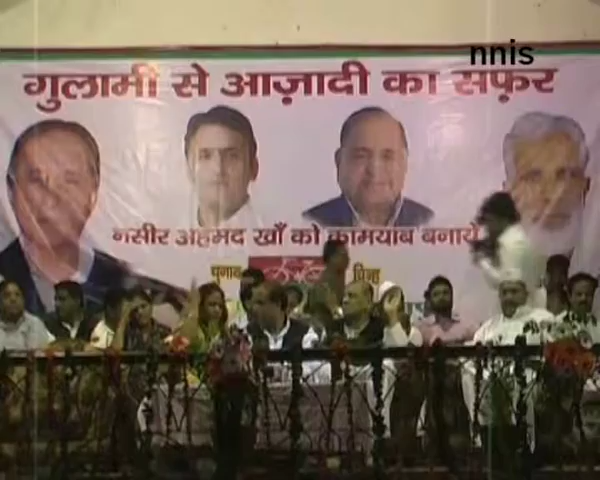 nnis
गुलामी से आज़ादी का सफ़र
नसीर अहमद खाँ को कामयाब बनायें
चुनाव चिन्ह